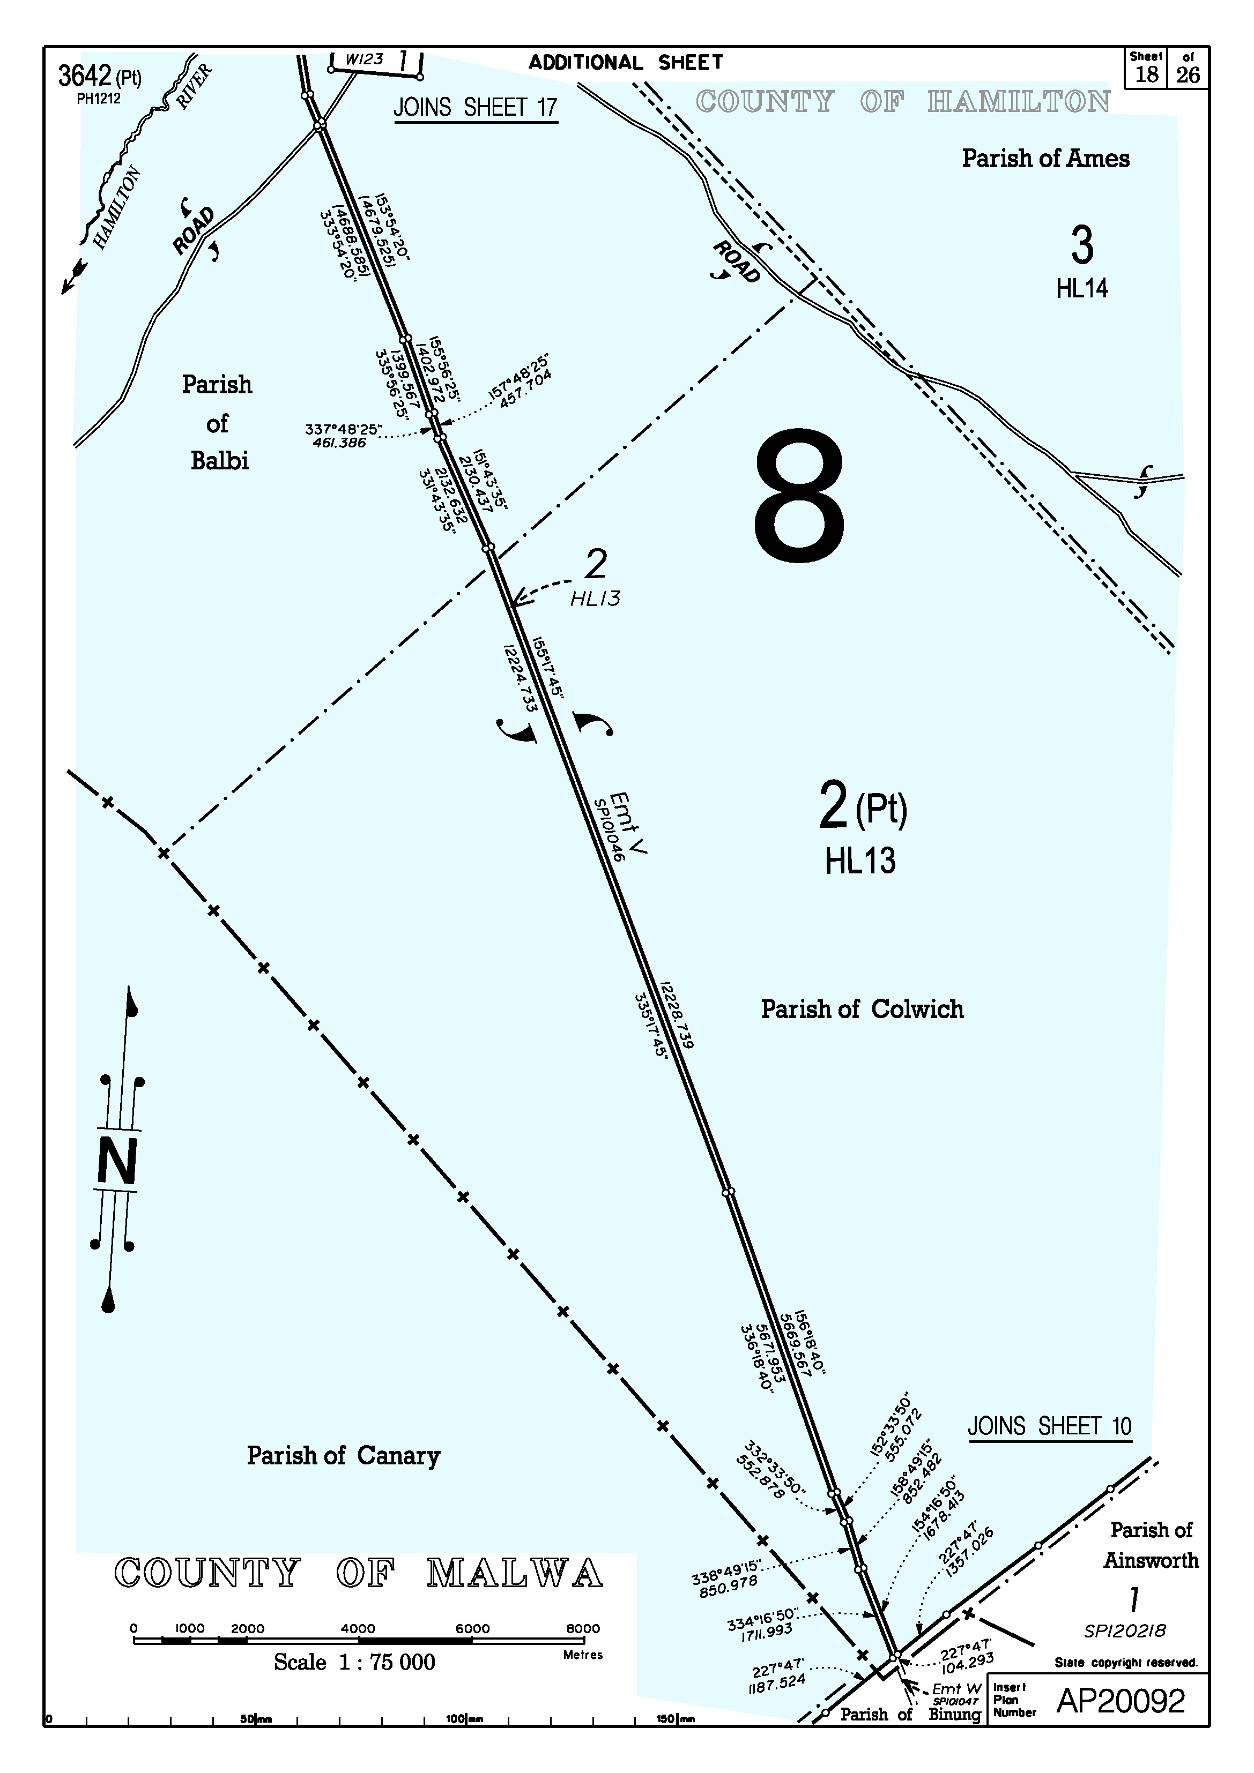 ADDITIONAL SHEET
Sheet of
18 26
3642 (Pt)
PH1212
W123 1
JOINS SHEET 17
COUNTY OF HAMILTON
Parish of Ames
3
HL14
RIVER
HAMILTON
ROAD
ROAD
153°54'20"
(4679.525)
(4688.585)
333°54'20"
155°56'25"
1402.972
1399.567
335°56'25"
157°48'25"
457.704
337°48'25"
461.386
Parish
of
Balbi
151°43'35"
2130.437
2132.632
331°43'35"
8
2
HL13
155°17'45"
12224.733
Emt V
SP101046
2 (Pt)
HL13
12228.739
335°17'45"
Parish of Colwich
N
156°18'40"
5669.567
5671.953
336°18'40"
152°33'50"
555.072
332°33'50"
552.878
158°49'15"
852.482
154°16'50"
1678.413
227°47'
1357.026
JOINS SHEET 10
Parish of Canary
Parish of
Ainsworth
1
SP120218
338°49'15"
850.978
334°16'50"
1711.993
227°47'
1187.524
227°47'
104.293
COUNTY OF MALWA
0 1000 2000 4000 6000 8000
Metres
Scale 1 : 75 000
State copyright reserved.
Emt W
SP101047
Parish of Binung
Insert
Plan
Number
AP20092
0 50 mm 100 mm 150 mm